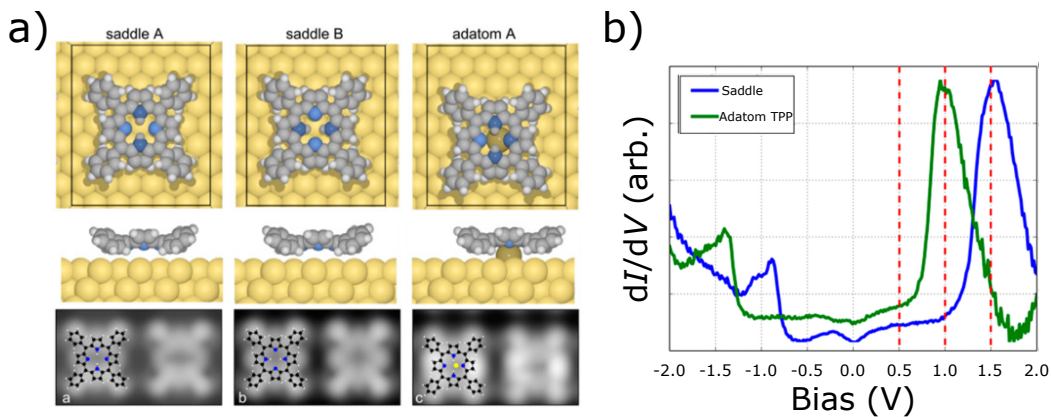 a)
saddle A
saddle B
adatom A
a
b
c
b)
Saddle
Adatom TPP
dI/dV (arb.)
-2.0 -1.5 -1.0 -0.5 0.0 0.5 1.0 1.5 2.0
Bias (V)